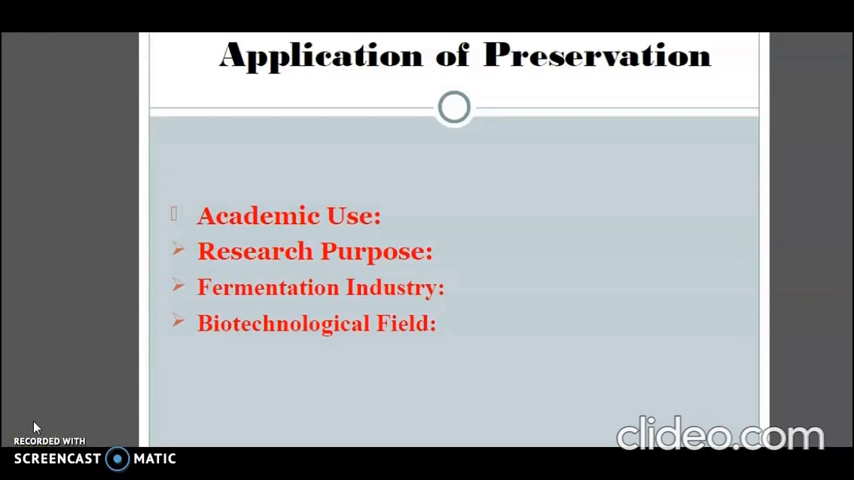 Application of Preservation
Academic Use:
Research Purpose:
Fermentation Industry:
Biotechnological Field:
clideo.com
RECORDED WITH
SCREENCAST MATIC